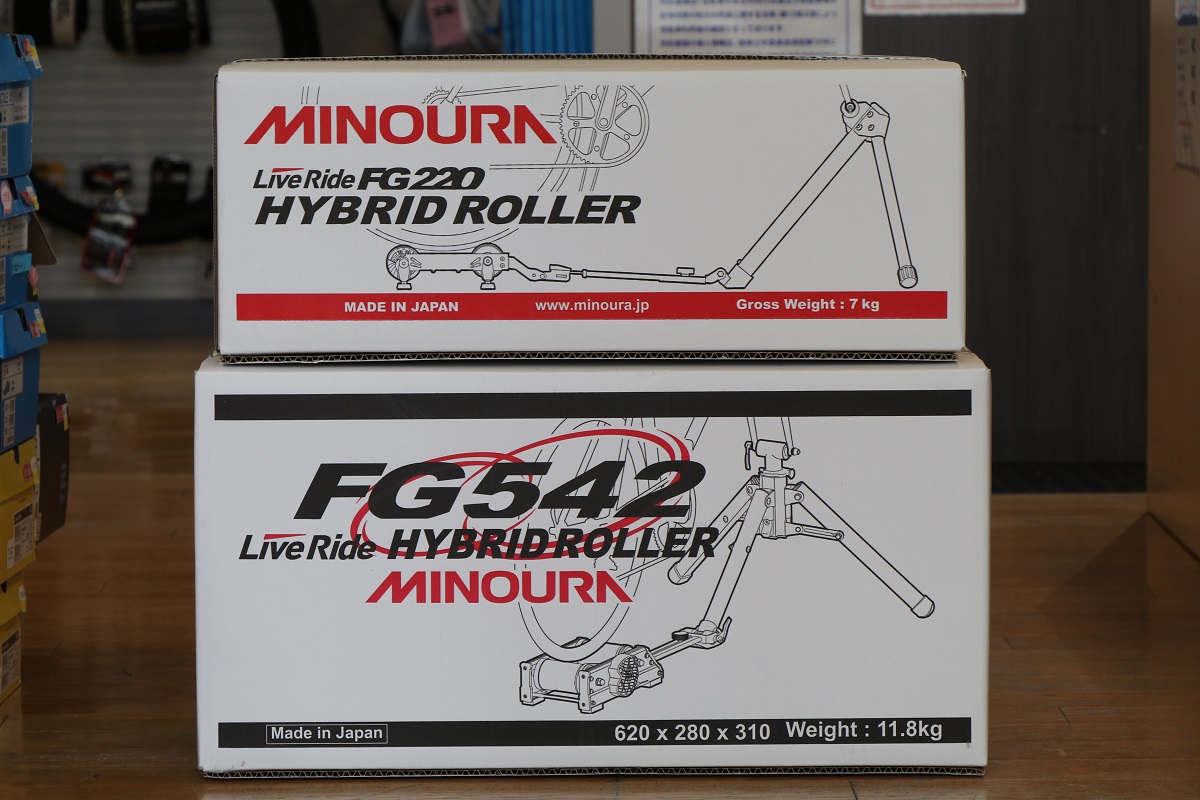 MINOURA
Live Ride FG220
HYBRID ROLLER
MADE IN JAPAN www.minoura.jp Gross Weight : 7 kg
FG542
Live Ride HYBRID ROLLER
MINOURA
Made in Japan 620 x 280 x 310 Weight : 11.8kg